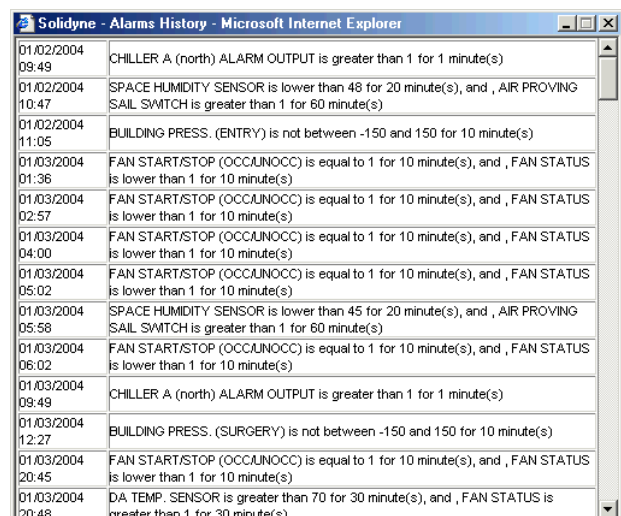 Solidyne - Alarms History - Microsoft Internet Explorer
01/02/2004
09:49
CHILLER A (north) ALARM OUTPUT is greater than 1 for 1 minute(s)
01/02/2004
10:47
SPACE HUMIDITY SENSOR is lower than 48 for 20 minute(s), and , AIR PROVING
SAIL SWITCH is greater than 1 for 60 minute(s)
01/02/2004
11:05
BUILDING PRESS. (ENTRY) is not between -150 and 150 for 10 minute(s)
01/03/2004
01:36
FAN START/STOP (OCC/UNOCC) is equal to 1 for 10 minute(s), and , FAN STATUS
is lower than 1 for 10 minute(s)
01/03/2004
02:57
FAN START/STOP (OCC/UNOCC) is equal to 1 for 10 minute(s), and , FAN STATUS
is lower than 1 for 10 minute(s)
01/03/2004
04:00
FAN START/STOP (OCC/UNOCC) is equal to 1 for 10 minute(s), and , FAN STATUS
is lower than 1 for 10 minute(s)
01/03/2004
05:02
FAN START/STOP (OCC/UNOCC) is equal to 1 for 10 minute(s), and , FAN STATUS
is lower than 1 for 10 minute(s)
01/03/2004
05:58
SPACE HUMIDITY SENSOR is lower than 45 for 20 minute(s), and , AIR PROVING
SAIL SWITCH is greater than 1 for 60 minute(s)
01/03/2004
06:02
FAN START/STOP (OCC/UNOCC) is equal to 1 for 10 minute(s), and , FAN STATUS
is lower than 1 for 10 minute(s)
01/03/2004
09:49
CHILLER A (north) ALARM OUTPUT is greater than 1 for 1 minute(s)
01/03/2004
12:27
BUILDING PRESS. (SURGERY) is not between -150 and 150 for 10 minute(s)
01/03/2004
20:45
FAN START/STOP (OCC/UNOCC) is equal to 1 for 10 minute(s), and , FAN STATUS
is lower than 1 for 10 minute(s)
01/03/2004
20:48
DA TEMP. SENSOR is greater than 70 for 30 minute(s), and , FAN STATUS is
greater than 1 for 30 minute(s)